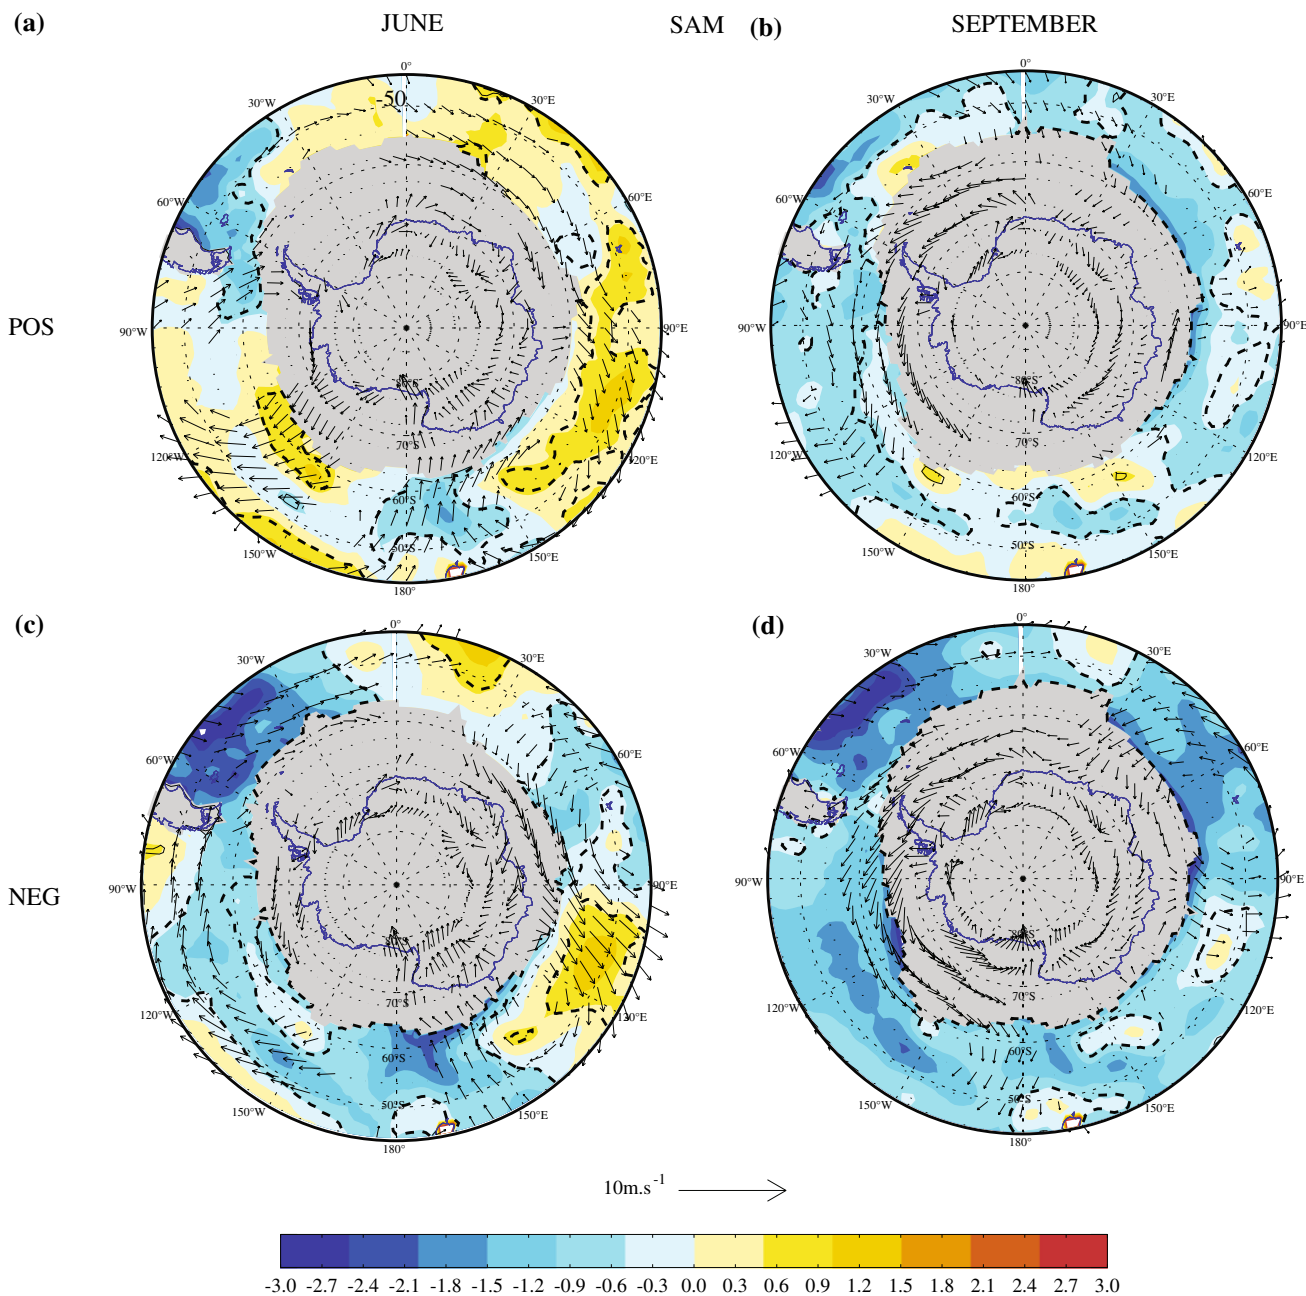 (a) JUNE SAM (b) SEPTEMBER
0° 0°
30°W -50 30°E 30°W 30°E
60°W 60°E 60°W 60°E
POS 90°W 90°E 90°W 90°E
80°S 80°S
70°S 70°S
120°W 120°E 120°W 120°E
60°S 60°S
50°S 50°S
150°W 150°E 150°W 150°E
180° 180°
(c) (d)
0° 0°
30°W 30°E 30°W 30°E
60°W 60°E 60°W 60°E
NEG 90°W 90°E 90°W 90°E
80°S 80°S
70°S 70°S
120°W 120°E 120°W 120°E
60°S 60°S
50°S 50°S
150°W 150°E 150°W 150°E
180° 180°
10m.s⁻¹
-3.0 -2.7 -2.4 -2.1 -1.8 -1.5 -1.2 -0.9 -0.6 -0.3 0.0 0.3 0.6 0.9 1.2 1.5 1.8 2.1 2.4 2.7 3.0